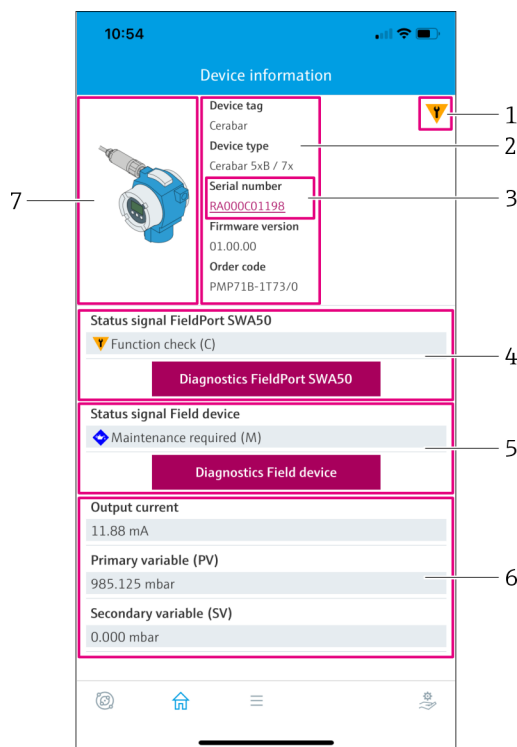 10:54
Device information
Device tag
Cerabar
Device type
Cerabar 5xB / 7x
Serial number
RA000C01198
Firmware version
01.00.00
Order code
PMP71B-1T73/0
1
2
3
7
Status signal FieldPort SWA50
Function check (C)
Diagnostics FieldPort SWA50
4
Status signal Field device
Maintenance required (M)
Diagnostics Field device
5
Output current
11.88 mA
Primary variable (PV)
985.125 mbar
Secondary variable (SV)
0.000 mbar
6